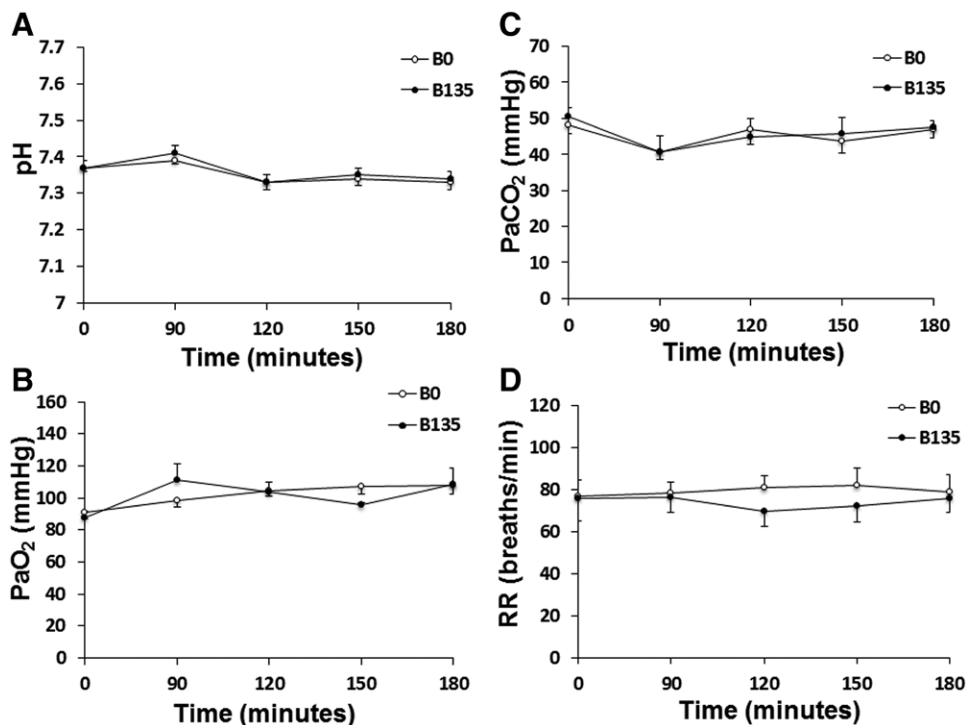 A
7.7
7.6
7.5
7.4
7.3
7.2
7.1
7
pH
B0
B135
0 90 120 150 180
Time (minutes)
C
70
60
50
40
30
20
10
0
PaCO2 (mmHg)
B0
B135
0 90 120 150 180
Time (minutes)
B
160
140
120
100
80
60
40
20
0
PaO2 (mmHg)
B0
B135
0 90 120 150 180
Time (minutes)
D
120
100
80
60
40
20
0
RR (breaths/min)
B0
B135
0 90 120 150 180
Time (minutes)